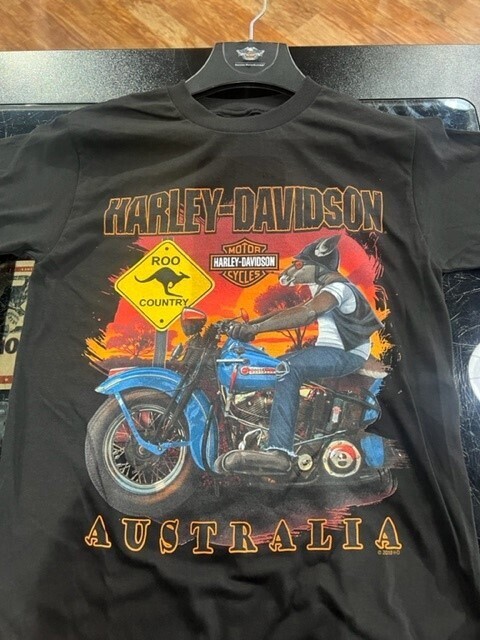 HARLEY-DAVIDSON
MOTOR
HARLEY-DAVIDSON
CYCLES
ROO
COUNTRY
AUSTRALIA